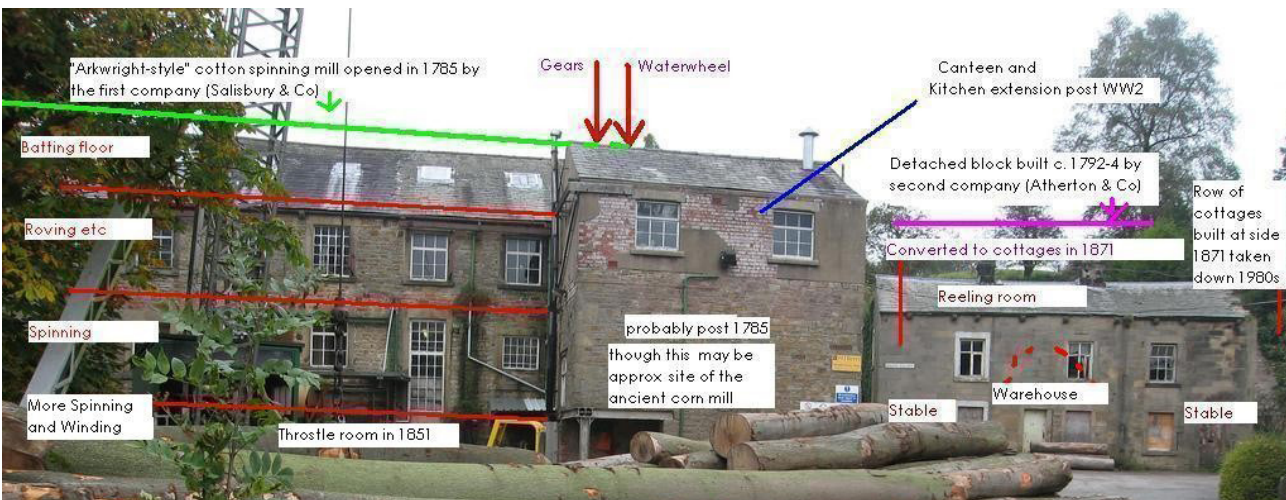 "Arkwright-style" cotton spinning mill opened in 1785 by
the first company (Salisbury & Co)
Gears
Waterwheel
Canteen and
Kitchen extension post WW2
Batting floor
Detached block built c. 1792-4 by
second company (Atherton & Co)
Row of
cottages
built at side
1871 taken
down 1980s
Roving etc
Converted to cottages in 1871
Reeling room
Spinning
probably post 1785
though this may be
approx site of the
ancient corn mill
Warehouse
More Spinning
and Winding
Stable
Stable
Throstle room in 1851